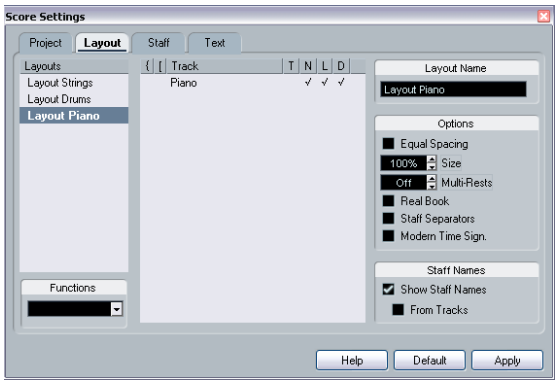 Score Settings
Project Layout Staff Text
Layouts
Layout Strings
Layout Drums
Layout Piano
Functions
{ [ Track T N L D
Piano ✓ ✓ ✓
Layout Name
Layout Piano
Options
Equal Spacing
100% Size
Off Multi-Rests
Real Book
Staff Separators
Modern Time Sign.
Staff Names
Show Staff Names
From Tracks
Help Default Apply